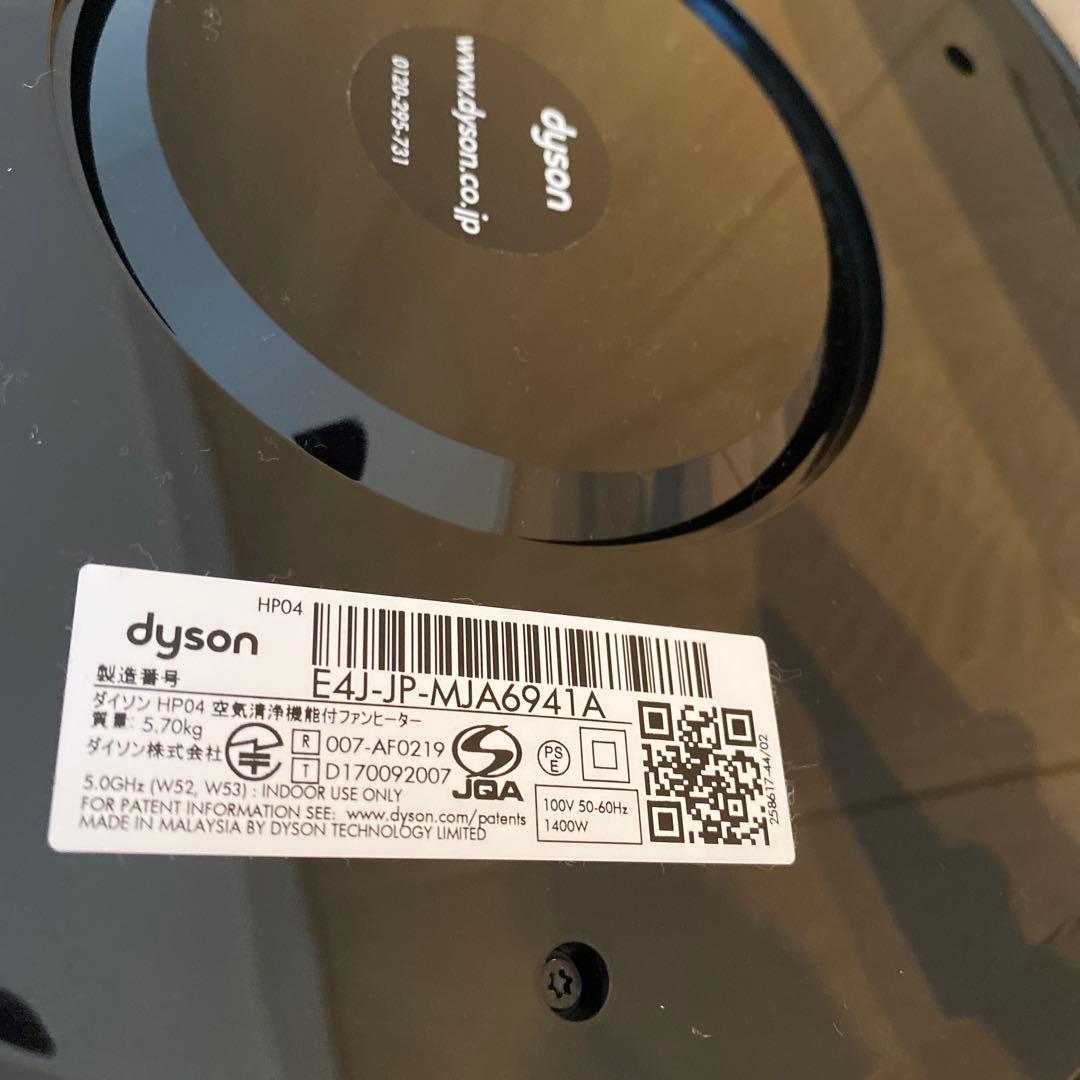 dyson
www.dyson.co.jp
0120-295-731
HP04
dyson
製造番号
E4J-JP-MJA6941A
ダイソン HP04 空気清浄機能付ファンヒーター
質量: 5.70kg
ダイソン株式会社
R 007-AF0219
T D170092007
JQA
PS
E
5.0GHz (W52, W53) : INDOOR USE ONLY
FOR PATENT INFORMATION SEE: www.dyson.com/patents
MADE IN MALAYSIA BY DYSON TECHNOLOGY LIMITED
100V 50-60Hz
1400W
258617-44/02